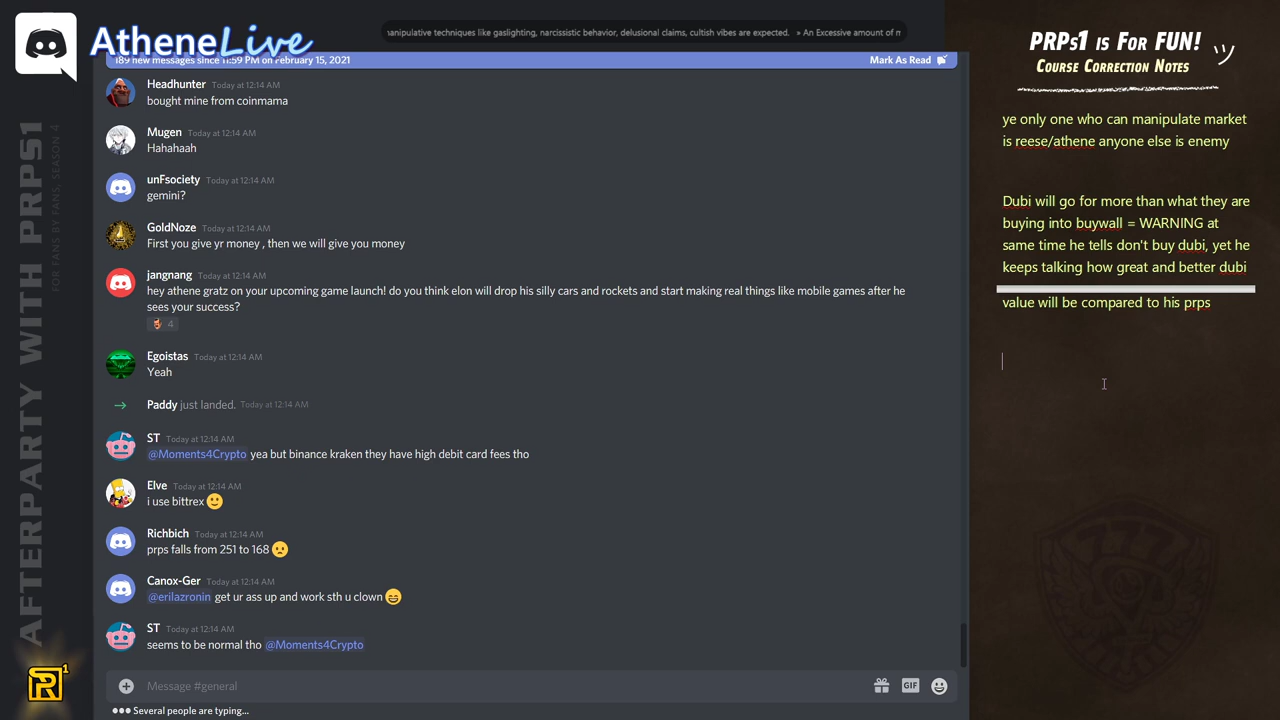 AtheneLive
anipulative techniques like gaslighting, narcissistic behavior, delusional claims, cultish vibes are expected. » An Excessive amount of m
PRPs1 is For FUN!
Course Correction Notes
189 new messages since 11:59 PM on February 15, 2021
Mark As Read
Headhunter Today at 12:14 AM
bought mine from coinmama
Mugen Today at 12:14 AM
Hahahaah
unFsociety Today at 12:14 AM
gemini?
GoldNoze Today at 12:14 AM
First you give yr money , then we will give you money
jangnang Today at 12:14 AM
hey athene gratz on your upcoming game launch! do you think elon will drop his silly cars and rockets and start making real things like mobile games after he
sees your success?
4
Egoistas Today at 12:14 AM
Yeah
Paddy just landed. Today at 12:14 AM
ST Today at 12:14 AM
@Moments4Crypto yea but binance kraken they have high debit card fees tho
Elve Today at 12:14 AM
i use bittrex
Richbich Today at 12:14 AM
prps falls from 251 to 168
Canox-Ger Today at 12:14 AM
@erilazronin get ur ass up and work sth u clown
ST Today at 12:14 AM
seems to be normal tho @Moments4Crypto
Message #general
GIF
Several people are typing...
ye only one who can manipulate market
is reese/athene anyone else is enemy
Dubi will go for more than what they are
buying into buywall = WARNING at
same time he tells don't buy dubi, yet he
keeps talking how great and better dubi
value will be compared to his prps
AFTERPARTY WITH PRPS1
FOR FANS BY FANS, SEASON 4
R1
777